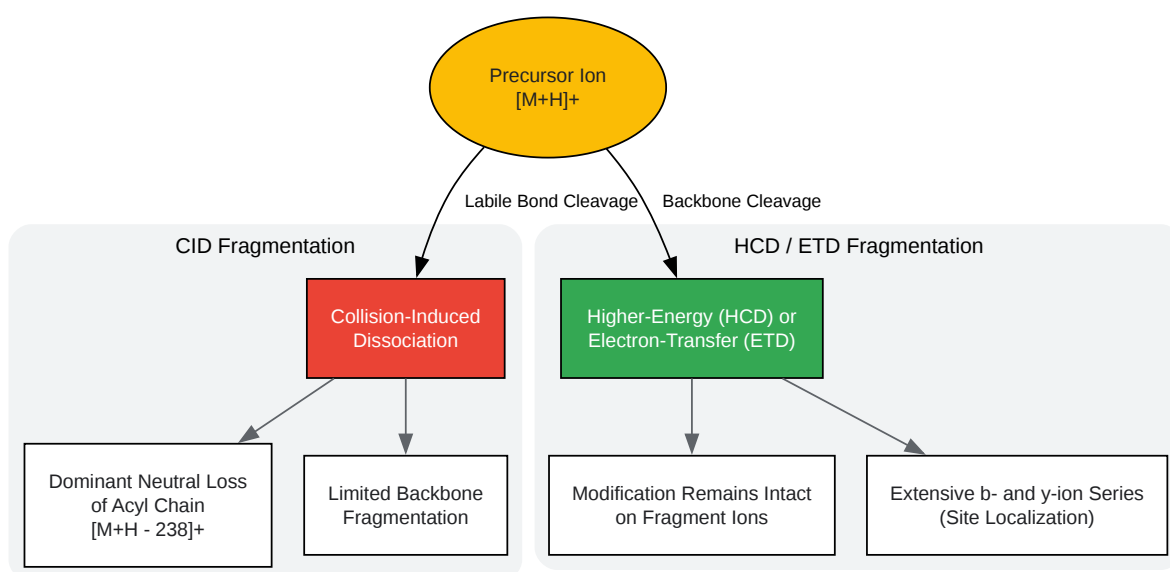 Precursor Ion
[M+H]+
Labile Bond Cleavage
Backbone Cleavage
CID Fragmentation
HCD / ETD Fragmentation
Collision-Induced
Dissociation
Higher-Energy (HCD) or
Electron-Transfer (ETD)
Dominant Neutral Loss
of Acyl Chain
[M+H - 238]+
Limited Backbone
Fragmentation
Modification Remains Intact
on Fragment Ions
Extensive b- and y-ion Series
(Site Localization)